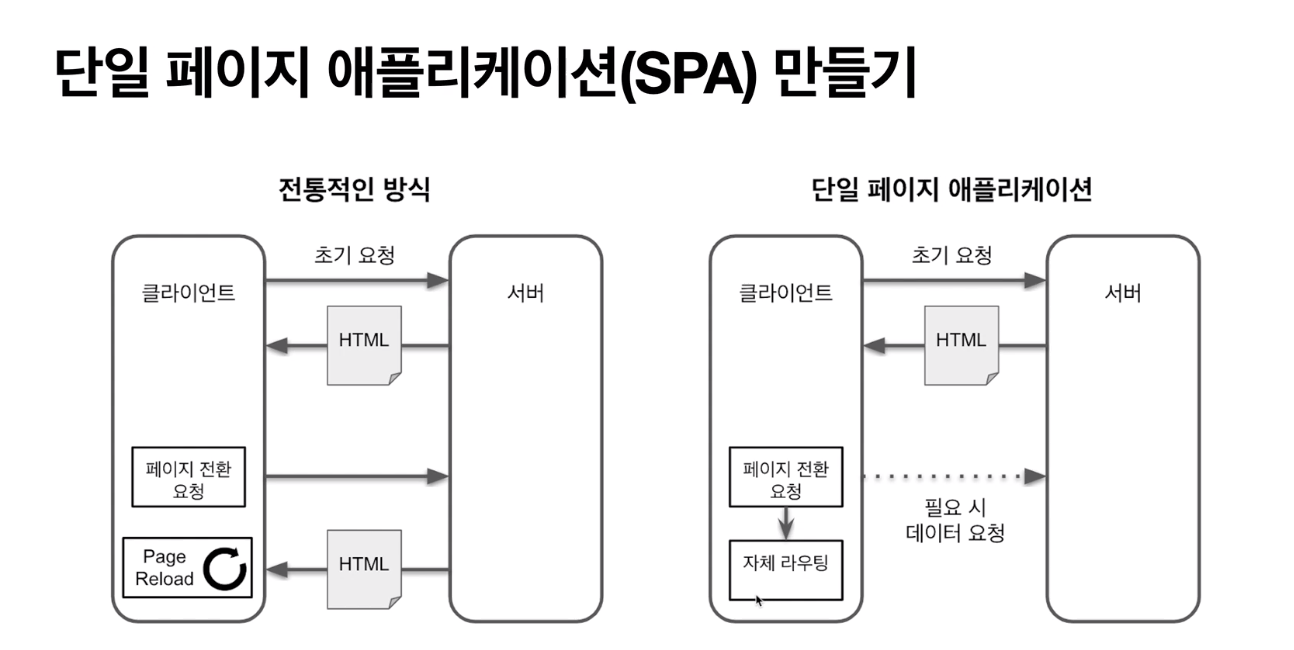 단일 페이지 애플리케이션(SPA) 만들기
전통적인 방식
클라이언트
초기 요청
서버
HTML
페이지 전환
요청
Page
Reload
HTML
단일 페이지 애플리케이션
클라이언트
초기 요청
서버
HTML
페이지 전환
요청
필요 시
데이터 요청
자체 라우팅